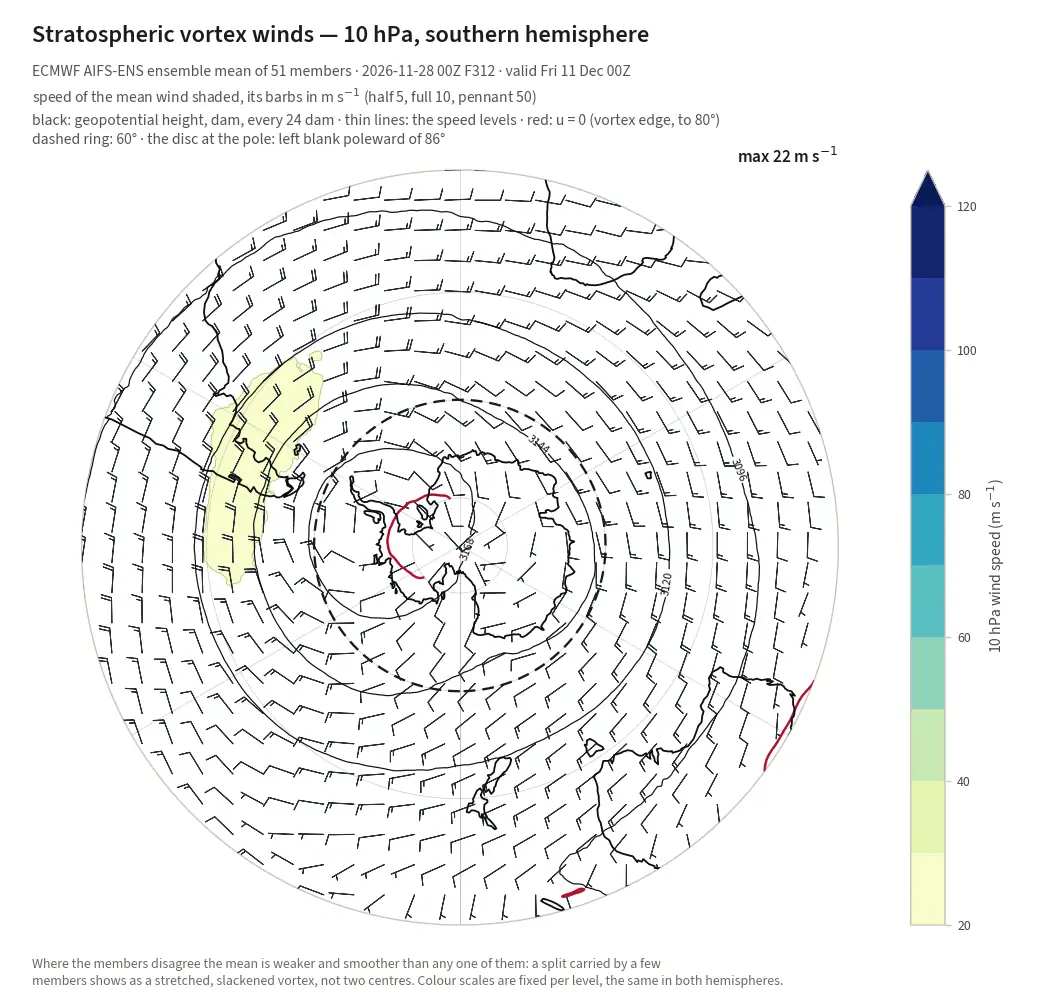 Stratospheric vortex winds — 10 hPa, southern hemisphere
ECMWF AIFS-ENS ensemble mean of 51 members · 2026-11-28 00Z F312 · valid Fri 11 Dec 00Z
speed of the mean wind shaded, its barbs in m s⁻¹ (half 5, full 10, pennant 50)
black: geopotential height, dam, every 24 dam · thin lines: the speed levels · red: u = 0 (vortex edge, to 80°)
dashed ring: 60° · the disc at the pole: left blank poleward of 86°
max 22 m s⁻¹
120
100
80
60
40
20
10 hPa wind speed (m s⁻¹)
3144
3096
3168
3120
Where the members disagree the mean is weaker and smoother than any one of them: a split carried by a few
members shows as a stretched, slackened vortex, not two centres. Colour scales are fixed per level, the same in both hemispheres.